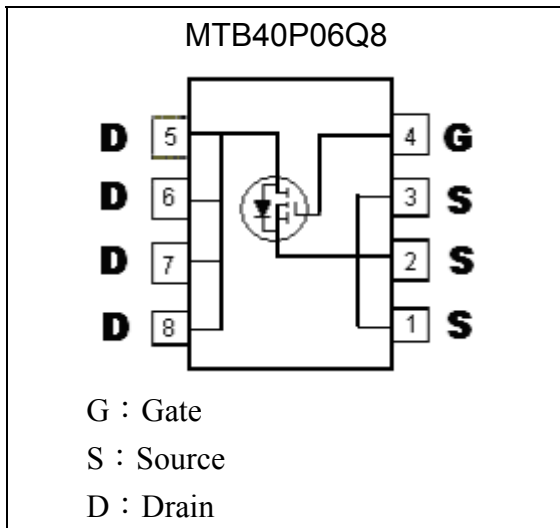 MTB40P06Q8
D 5 4 G
D 6 3 S
D 7 2 S
D 8 1 S
G：Gate
S：Source
D：Drain